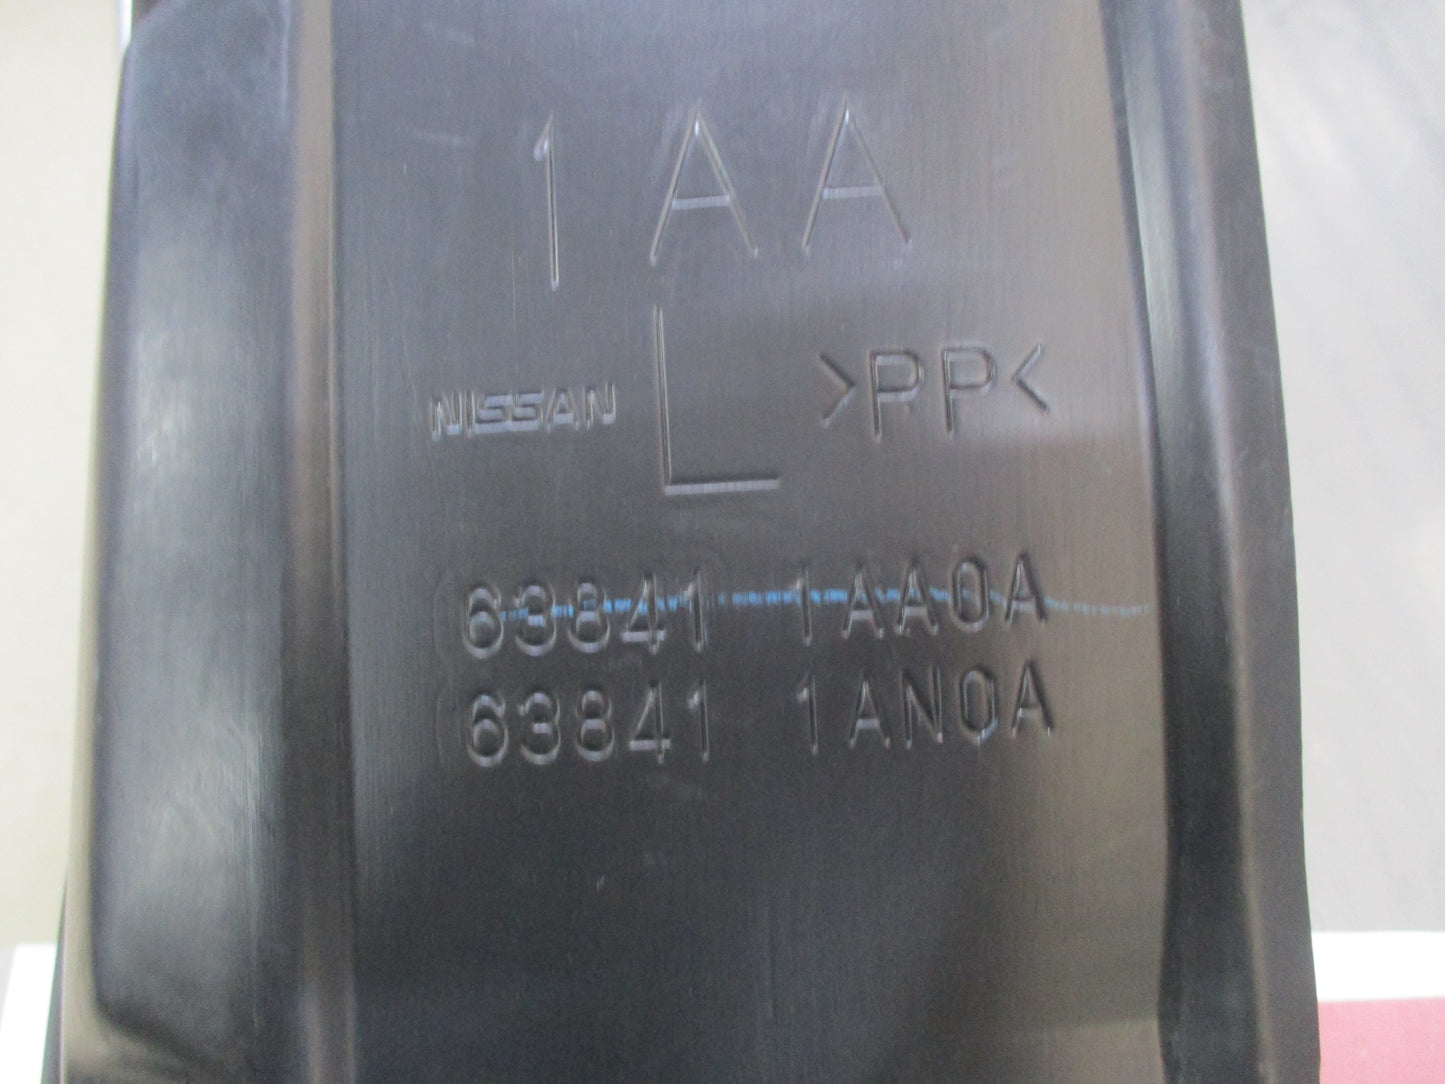 1AA
NISSAN L >PP<
63841 1AA0A
63841 1AN0A